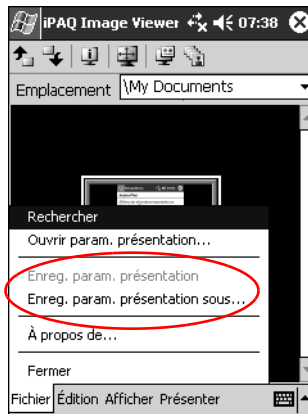 iPAQ Image Viewer 07:38
Emplacement \My Documents
Rechercher
Ouvrir param. présentation...
Enreg. param. présentation
Enreg. param. présentation sous...
À propos de...
Fermer
Fichier Édition Afficher Présenter